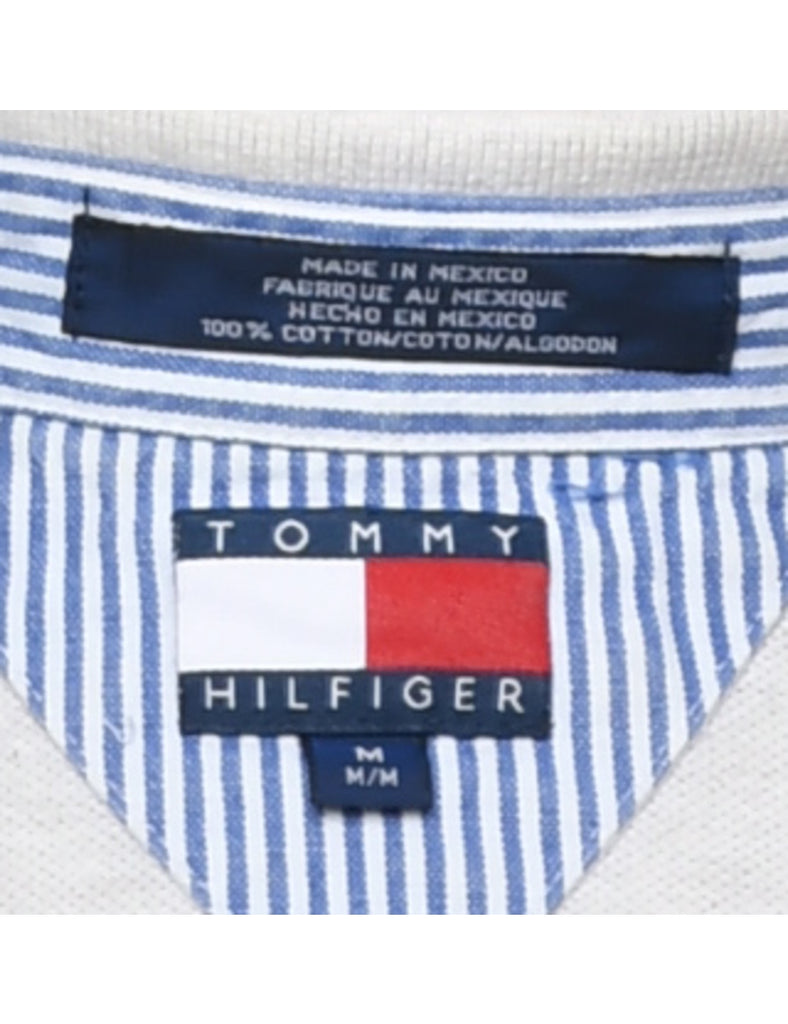 MADE IN MEXICO
FABRIQUE AU MEXIQUE
HECHO EN MEXICO
100% COTTON/COTON/ALGODON
TOMMY
HILFIGER
M
M/M